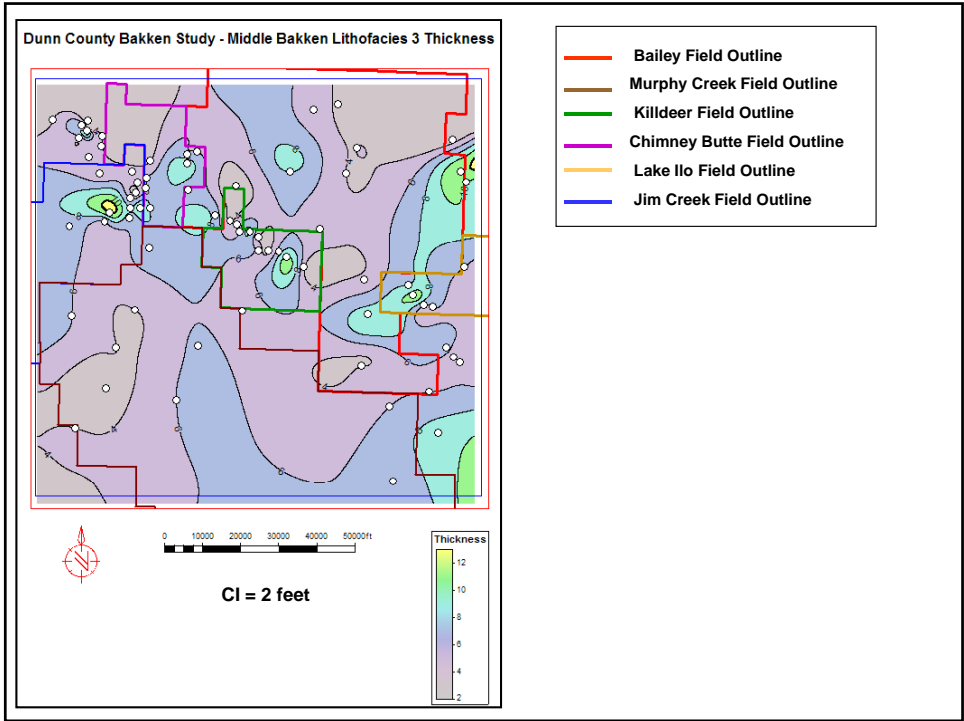 Dunn County Bakken Study - Middle Bakken Lithofacies 3 Thickness
Bailey Field Outline
Murphy Creek Field Outline
Killdeer Field Outline
Chimney Butte Field Outline
Lake Ilo Field Outline
Jim Creek Field Outline
N
0 10000 20000 30000 40000 50000ft
CI = 2 feet
Thickness
12
10
8
6
4
2